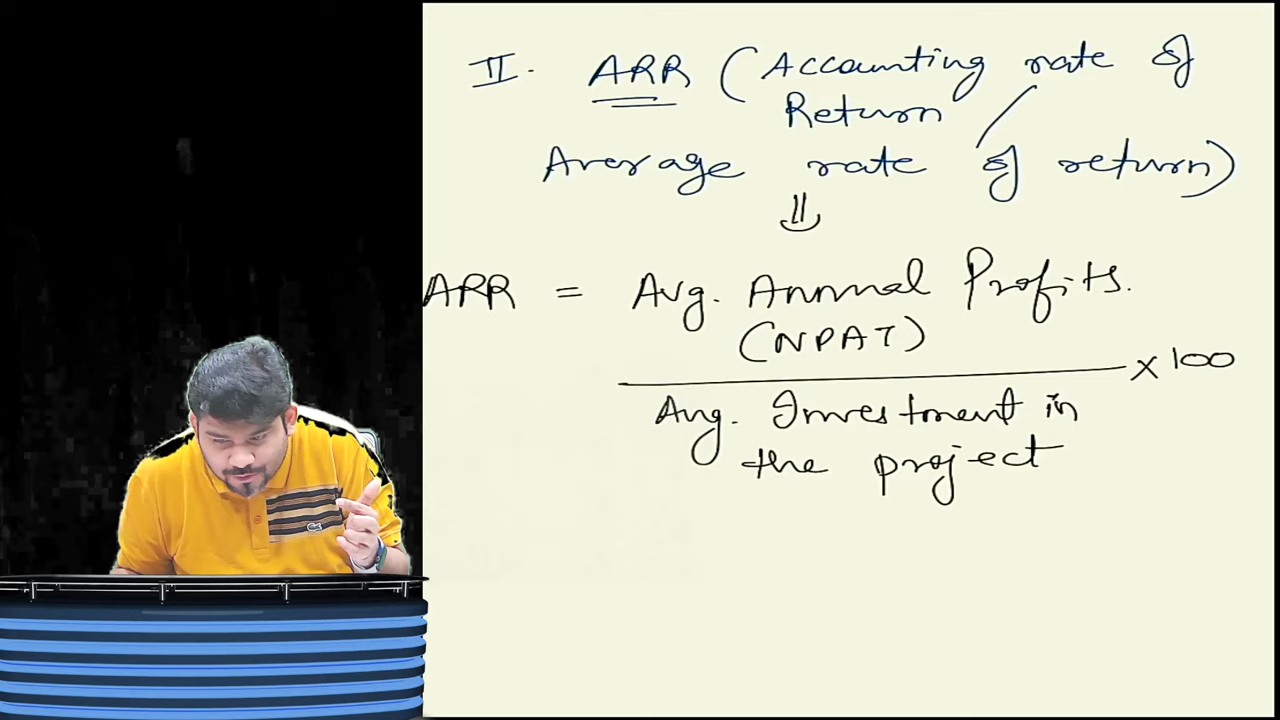 II. ARR (Accounting rate of
Return
Average rate of return)
ARR = Avg. Annual Profits.
(NPAT)
× 100
Avg. Investment in
the project